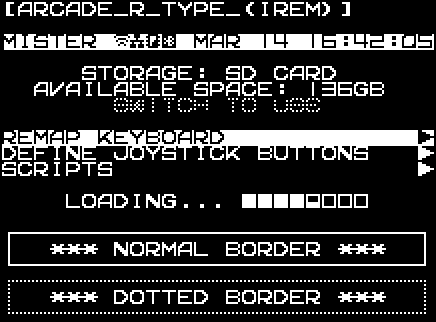 [ARCADE_R_TYPE_(IREM) ]
MISTER MAR 14 16:42:05
STORAGE: SD CARD
AVAILABLE SPACE: 136GB
SWITCH TO USB
REMAP KEYBOARD
DEFINE JOYSTICK BUTTONS
SCRIPTS
LOADING...
*** NORMAL BORDER ***
*** DOTTED BORDER ***